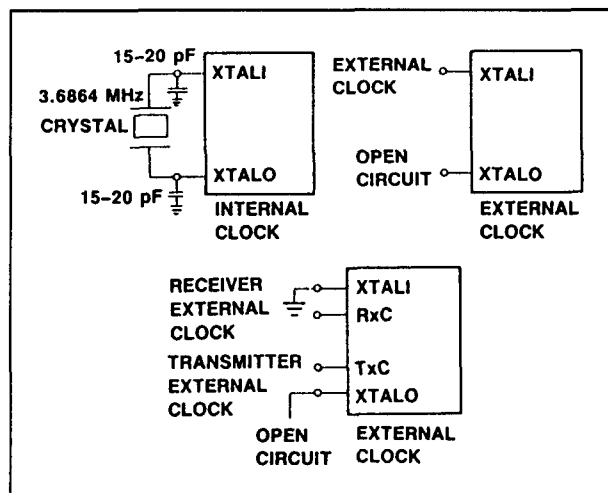 15-20 pF
XTALI
3.6864 MHz
CRYSTAL
XTALO
15-20 pF
INTERNAL
CLOCK
EXTERNAL
CLOCK
XTALI
OPEN
CIRCUIT
XTALO
EXTERNAL
CLOCK
RECEIVER
EXTERNAL
CLOCK
XTALI
RxC
TRANSMITTER
EXTERNAL
CLOCK
TxC
XTALO
OPEN
CIRCUIT
EXTERNAL
CLOCK